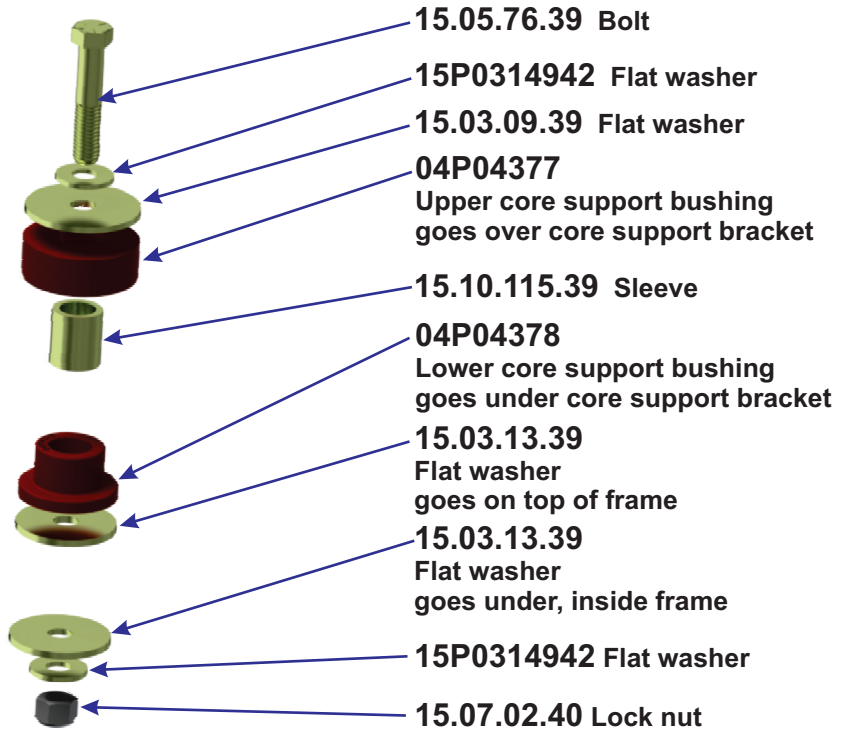 15.05.76.39 Bolt
15P0314942 Flat washer
15.03.09.39 Flat washer
04P04377
Upper core support bushing
goes over core support bracket
15.10.115.39 Sleeve
04P04378
Lower core support bushing
goes under core support bracket
15.03.13.39
Flat washer
goes on top of frame
15.03.13.39
Flat washer
goes under, inside frame
15P0314942 Flat washer
15.07.02.40 Lock nut